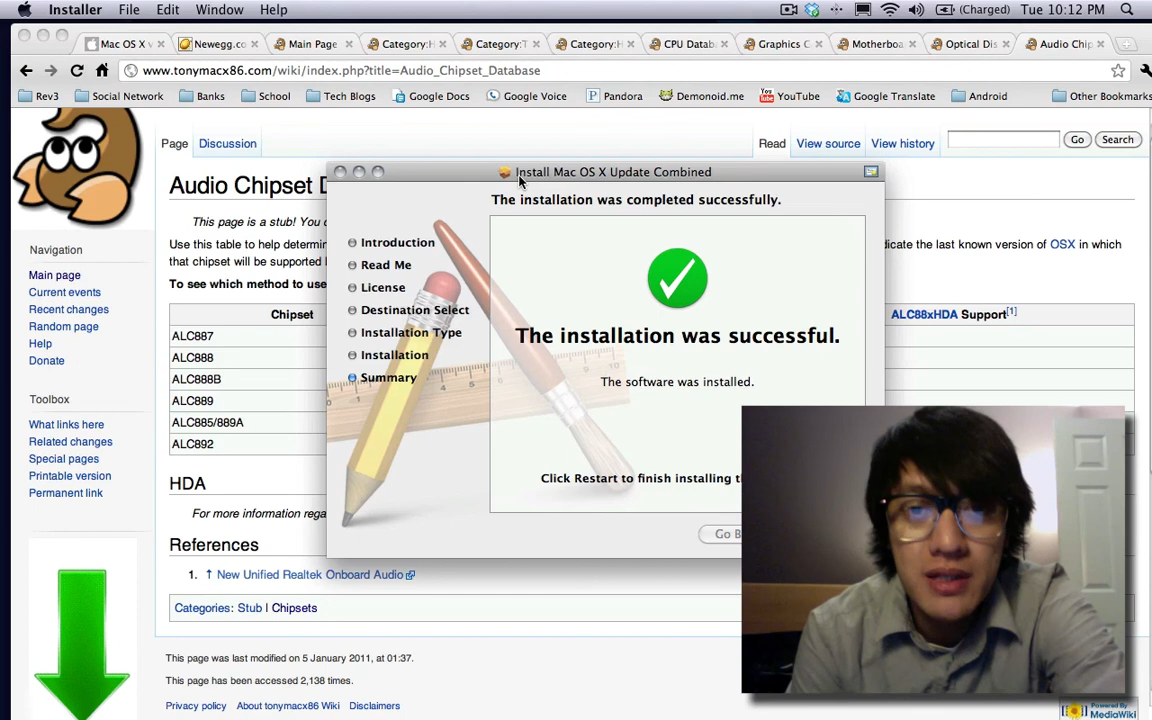 Installer File Edit Window Help (Charged) Tue 10:12 PM
Mac OS X v Newegg.co Main Page Category:H Category:T Category:H CPU Datab Graphics C Motherboa Optical Dis Audio Chip
www.tonymacx86.com/wiki/index.php?title=Audio_Chipset_Database
Rev3 Social Network Banks School Tech Blogs Google Docs Google Voice Pandora Demonoid.me YouTube Google Translate Android Other Bookmarks
Page Discussion Read View source View history Go Search
Install Mac OS X Update Combined
Audio Chipset D
The installation was completed successfully.
This page is a stub! You
Use this table to help determin
dicate the last known version of OSX in which
that chipset will be supported
To see which method to use
Navigation
Main page
Current events
Recent changes
Random page
Help
Donate
Toolbox
What links here
Related changes
Special pages
Printable version
Permanent link
Introduction
Read Me
License
Destination Select
Installation Type
Installation
Summary
The installation was successful.
The software was installed.
Click Restart to finish installing th
Go B
Chipset
ALC88xHDA Support[1]
ALC887
ALC888
ALC888B
ALC889
ALC885/889A
ALC892
HDA
For more information rega
References
1. ↑ New Unified Realtek Onboard Audio
Categories: Stub | Chipsets
This page was last modified on 5 January 2011, at 01:37.
This page has been accessed 2,138 times.
Privacy policy About tonymacx86 Wiki Disclaimers
Powered By
MediaWiki